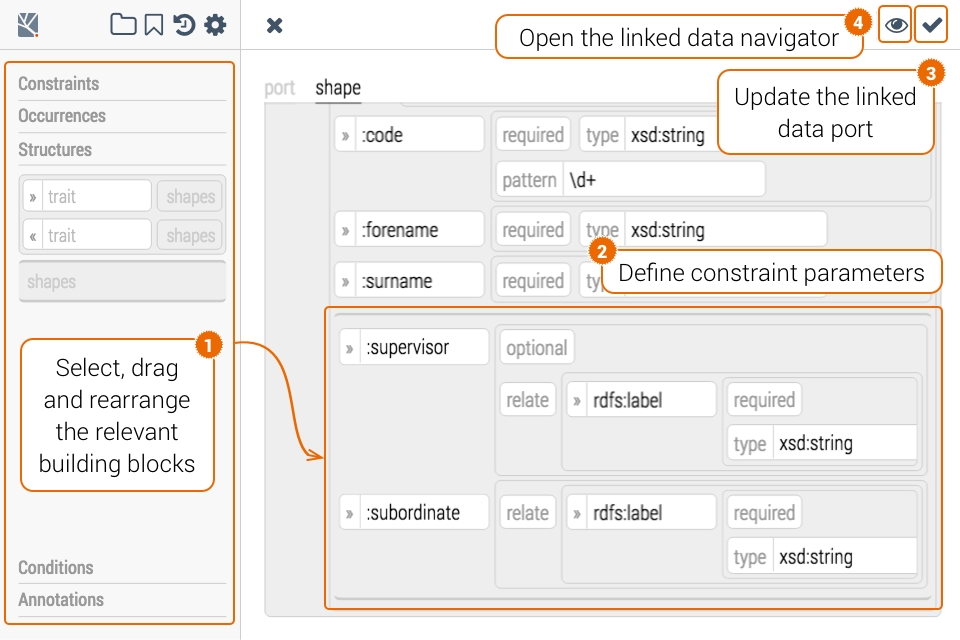 4
Open the linked data navigator
3
Update the linked
data port
Constraints
Occurrences
Structures
» trait shapes
« trait shapes
shapes
1
Select, drag
and rearrange
the relevant
building blocks
Conditions
Annotations
port shape
» :code required type xsd:string
pattern \d+
» :forename required type xsd:string
2
Define constraint parameters
» :surname required ty
» :supervisor optional
relate » rdfs:label required
type xsd:string
» :subordinate relate » rdfs:label required
type xsd:string